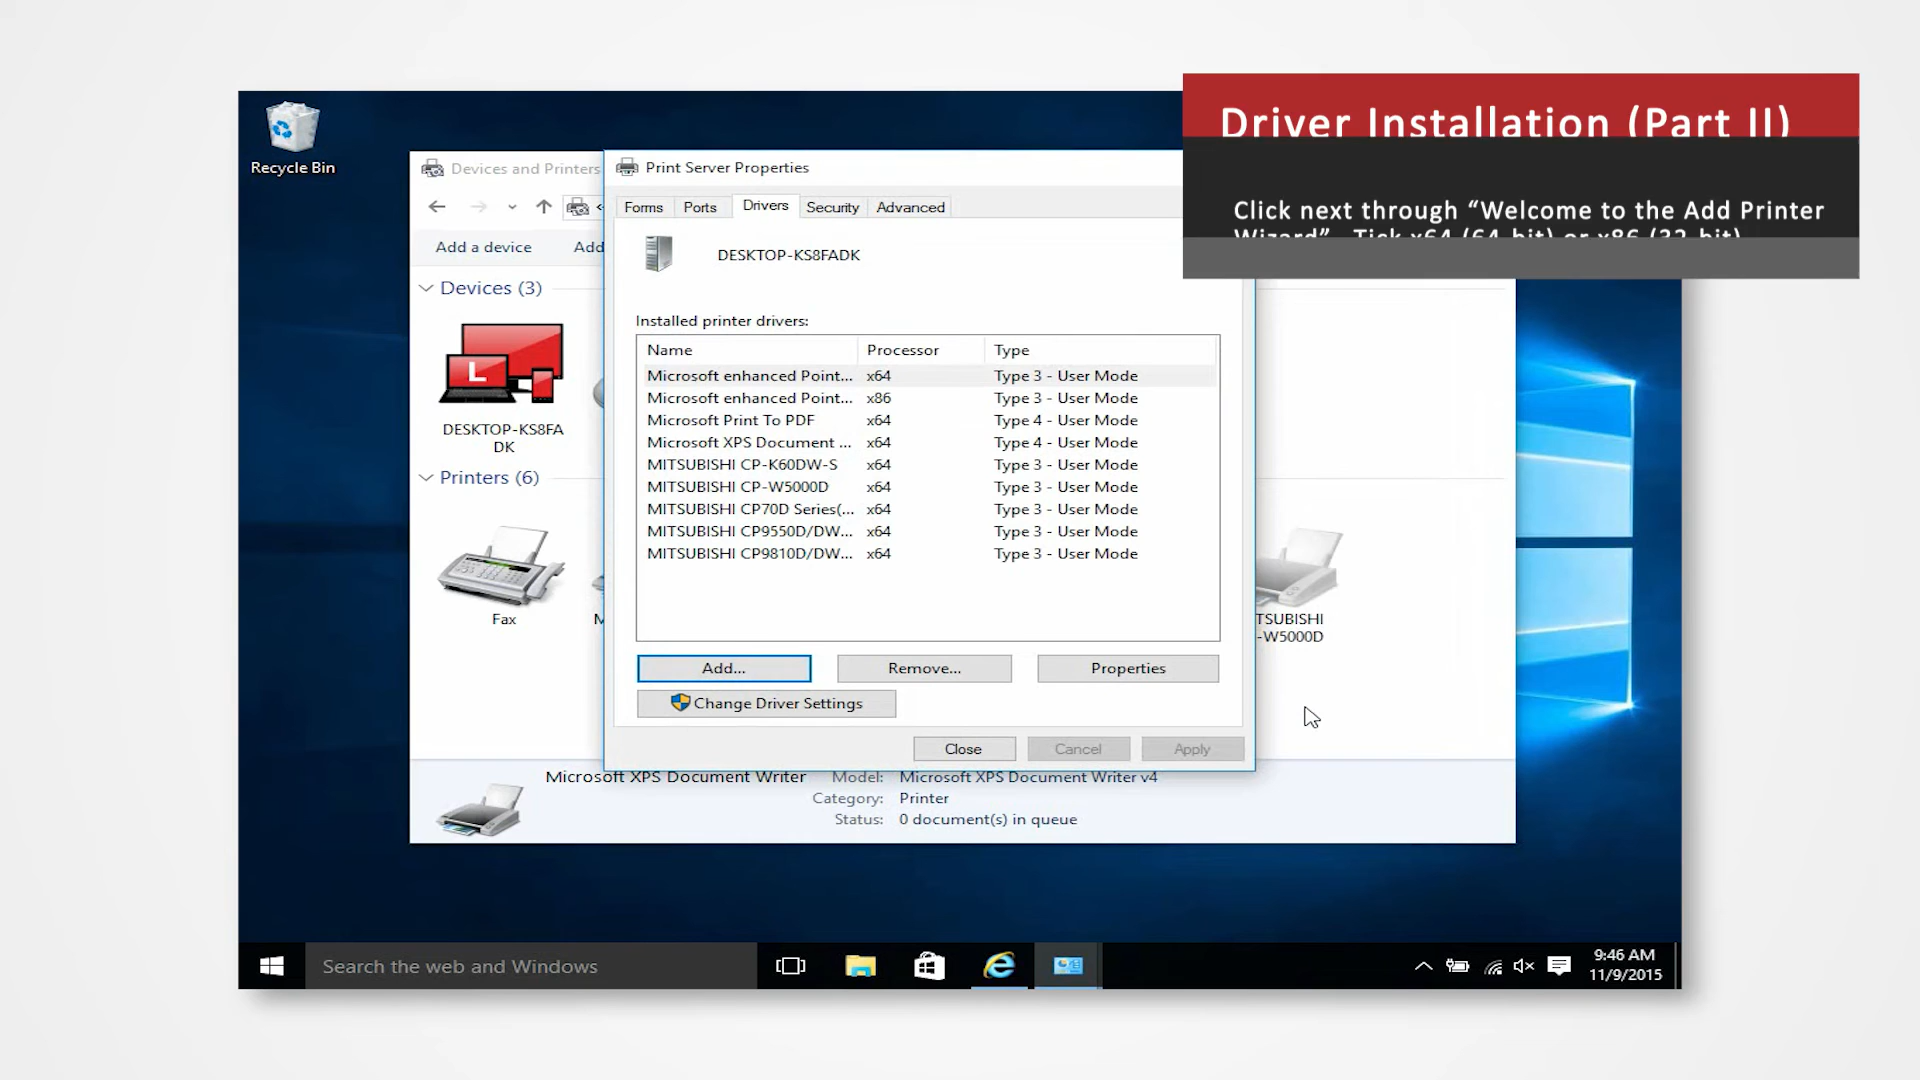 Recycle Bin
Driver Installation (Part II)
Click next through “Welcome to the Add Printer
Wizard”. Tick x64 (64-bit) or x86 (32-bit)
Devices and Printers
Print Server Properties
Forms
Ports
Drivers
Security
Advanced
Add a device
Add
DESKTOP-KS8FADK
Devices (3)
Installed printer drivers:
Name Processor Type
Microsoft enhanced Point... x64 Type 3 - User Mode
Microsoft enhanced Point... x86 Type 3 - User Mode
Microsoft Print To PDF x64 Type 4 - User Mode
Microsoft XPS Document ... x64 Type 4 - User Mode
MITSUBISHI CP-K60DW-S x64 Type 3 - User Mode
MITSUBISHI CP-W5000D x64 Type 3 - User Mode
MITSUBISHI CP70D Series(... x64 Type 3 - User Mode
MITSUBISHI CP9550D/DW... x64 Type 3 - User Mode
MITSUBISHI CP9810D/DW... x64 Type 3 - User Mode
L
DESKTOP-KS8FA
DK
Printers (6)
Fax
M
TSUBISHI
-W5000D
Add...
Remove...
Properties
Change Driver Settings
Close
Cancel
Apply
Microsoft XPS Document Writer
Model: Microsoft XPS Document Writer v4
Category: Printer
Status: 0 document(s) in queue
Search the web and Windows
9:46 AM
11/9/2015